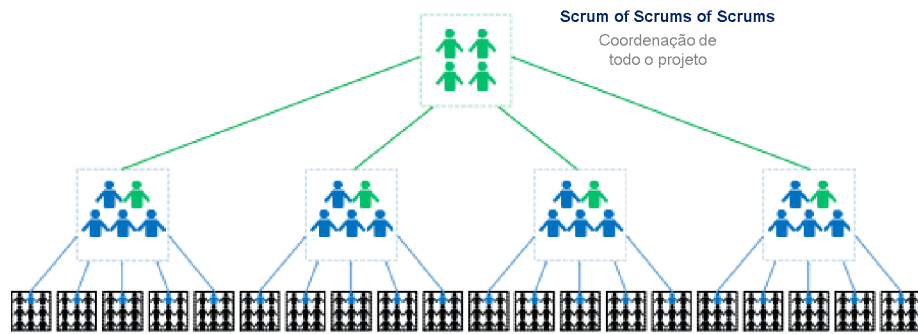 Scrum of Scrums of Scrums
Coordenação de
todo o projeto